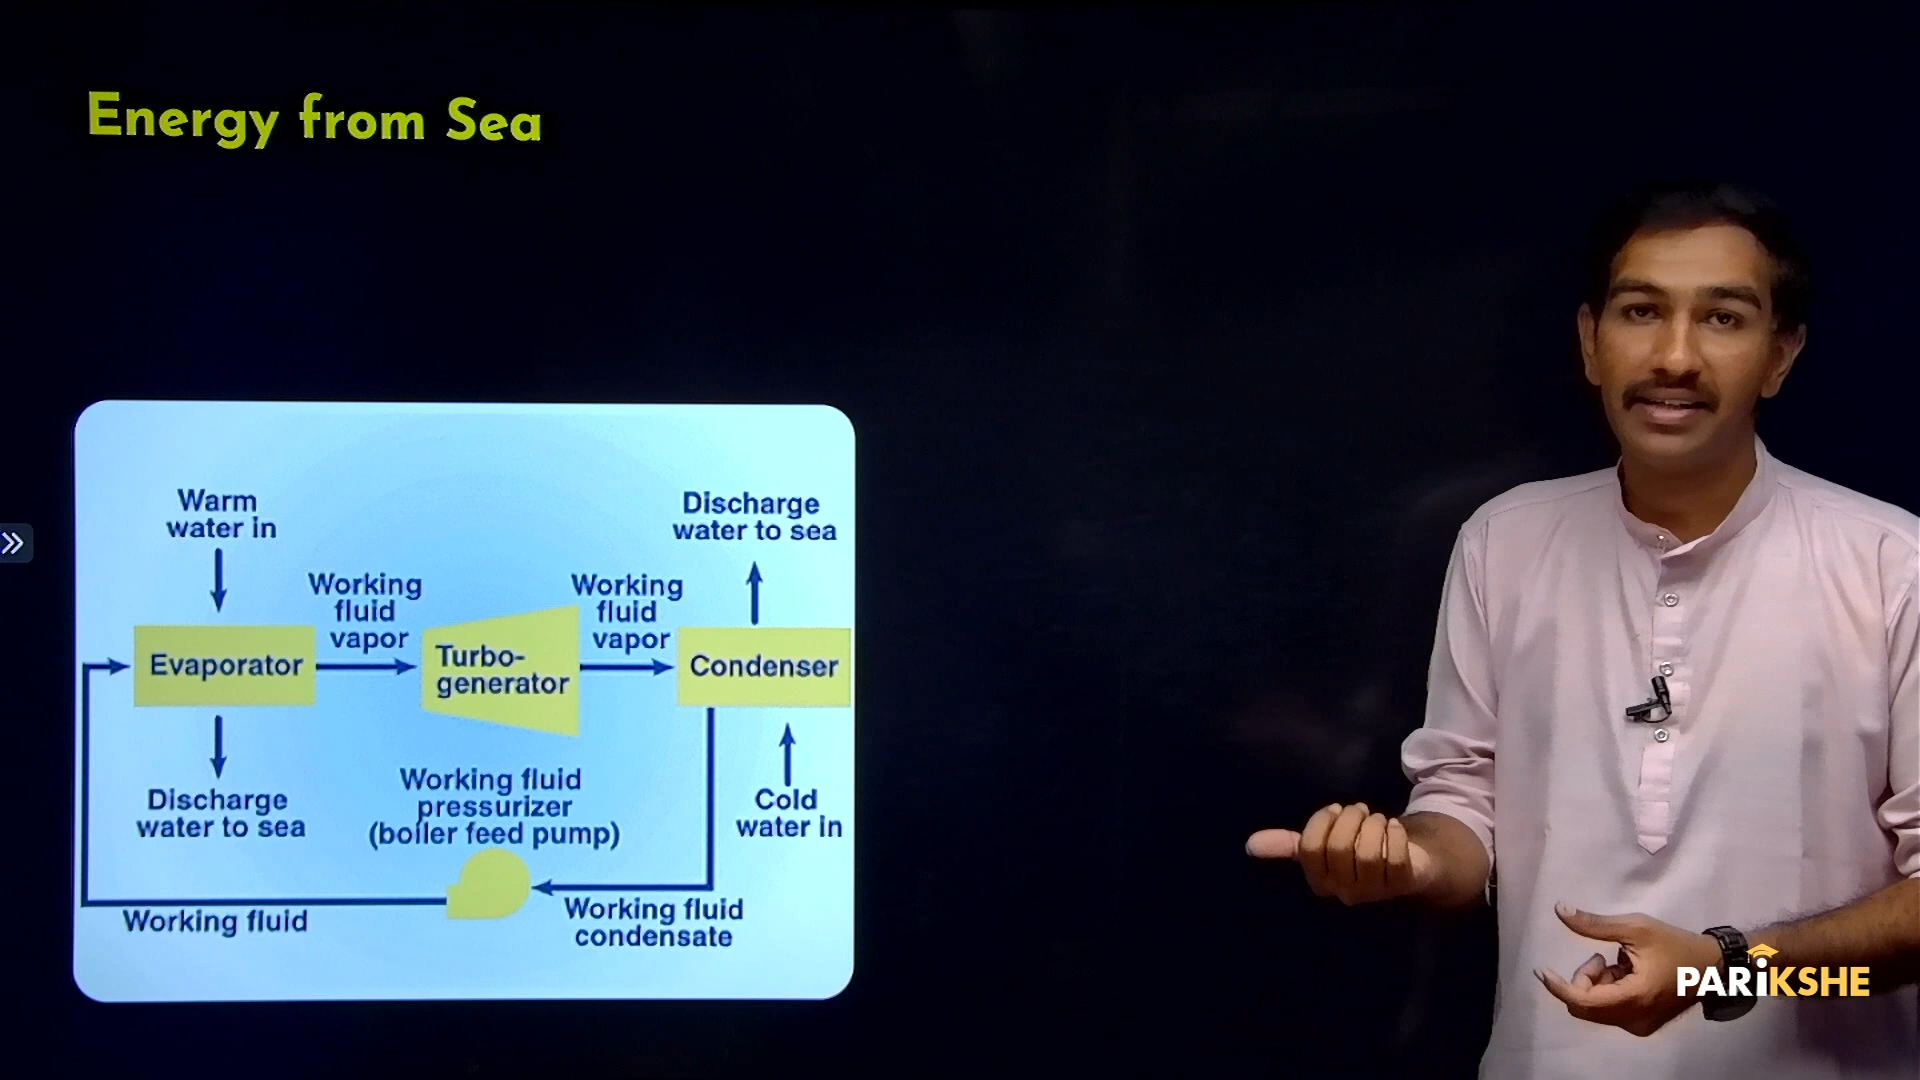 Energy from Sea
Warm
water in
Discharge
water to sea
Working
fluid
vapor
Working
fluid
vapor
Evaporator
Turbo-
generator
Condenser
Discharge
water to sea
Working fluid
pressurizer
(boiler feed pump)
Cold
water in
Working fluid
Working fluid
condensate
PARiKSHE